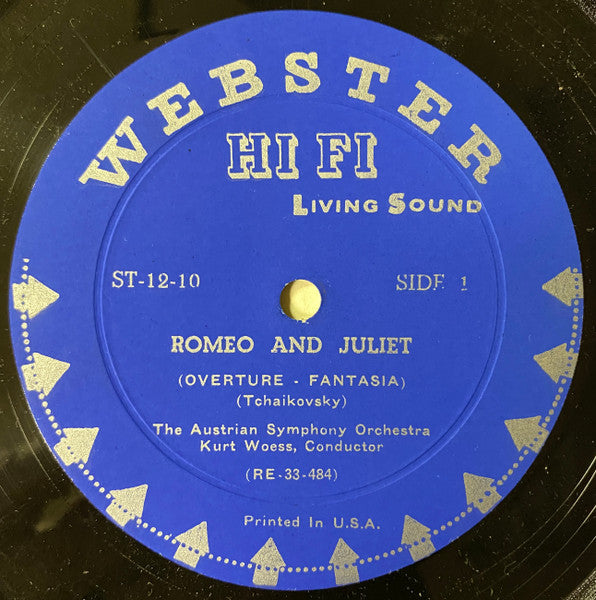 WEBSTER
HI FI
LIVING SOUND
ST-12-10 SIDE 1
ROMEO AND JULIET
(OVERTURE - FANTASIA)
(Tchaikovsky)
The Austrian Symphony Orchestra
Kurt Woess, Conductor
(RE-33-484)
Printed In U.S.A.